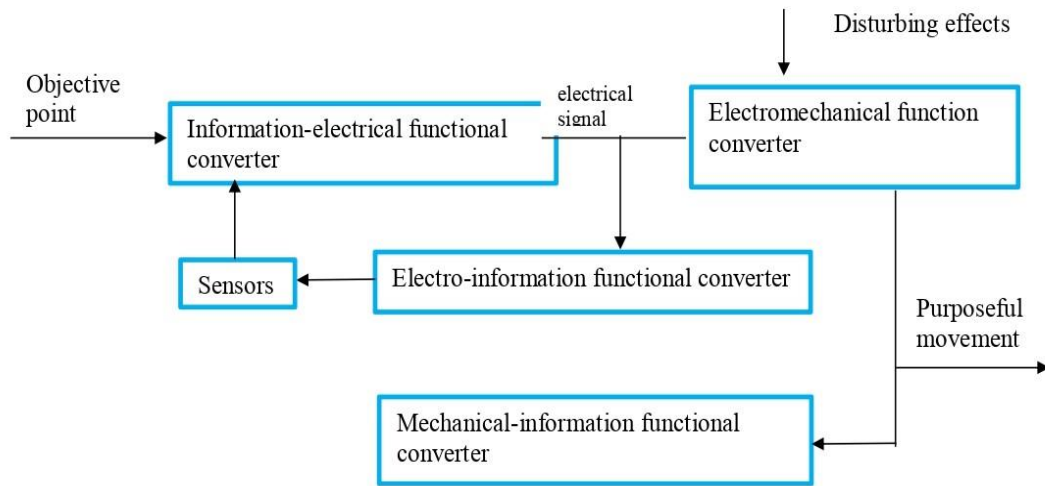 Disturbing effects
Objective
point
Information-electrical functional
converter
electrical
signal
Electromechanical function
converter
Sensors
Electro-information functional converter
Purposeful
movement
Mechanical-information functional
converter